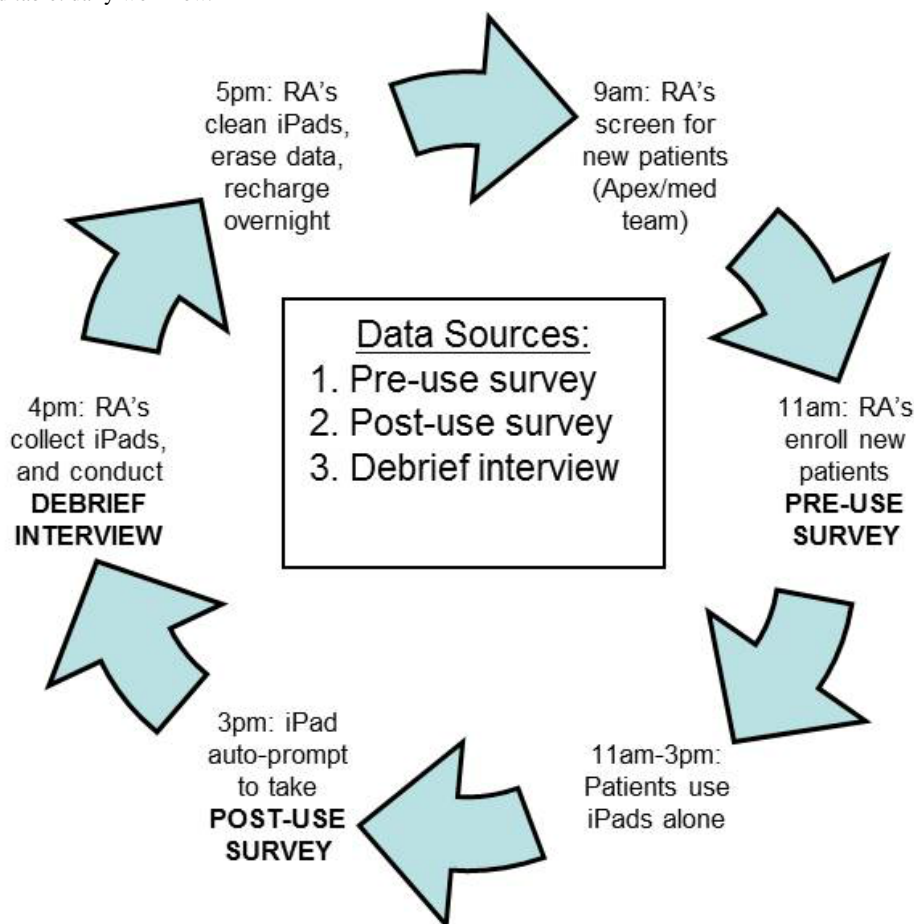 9am: RA's
screen for
new patients
(Apex/med
team)
11am: RA's
enroll new
patients
PRE-USE
SURVEY
11am-3pm:
Patients use
iPads alone
3pm: iPad
auto-prompt
to take
POST-USE
SURVEY
4pm: RA's
collect iPads,
and conduct
DEBRIEF
INTERVIEW
5pm: RA's
clean iPads,
erase data,
recharge
overnight
Data Sources:
1. Pre-use survey
2. Post-use survey
3. Debrief interview